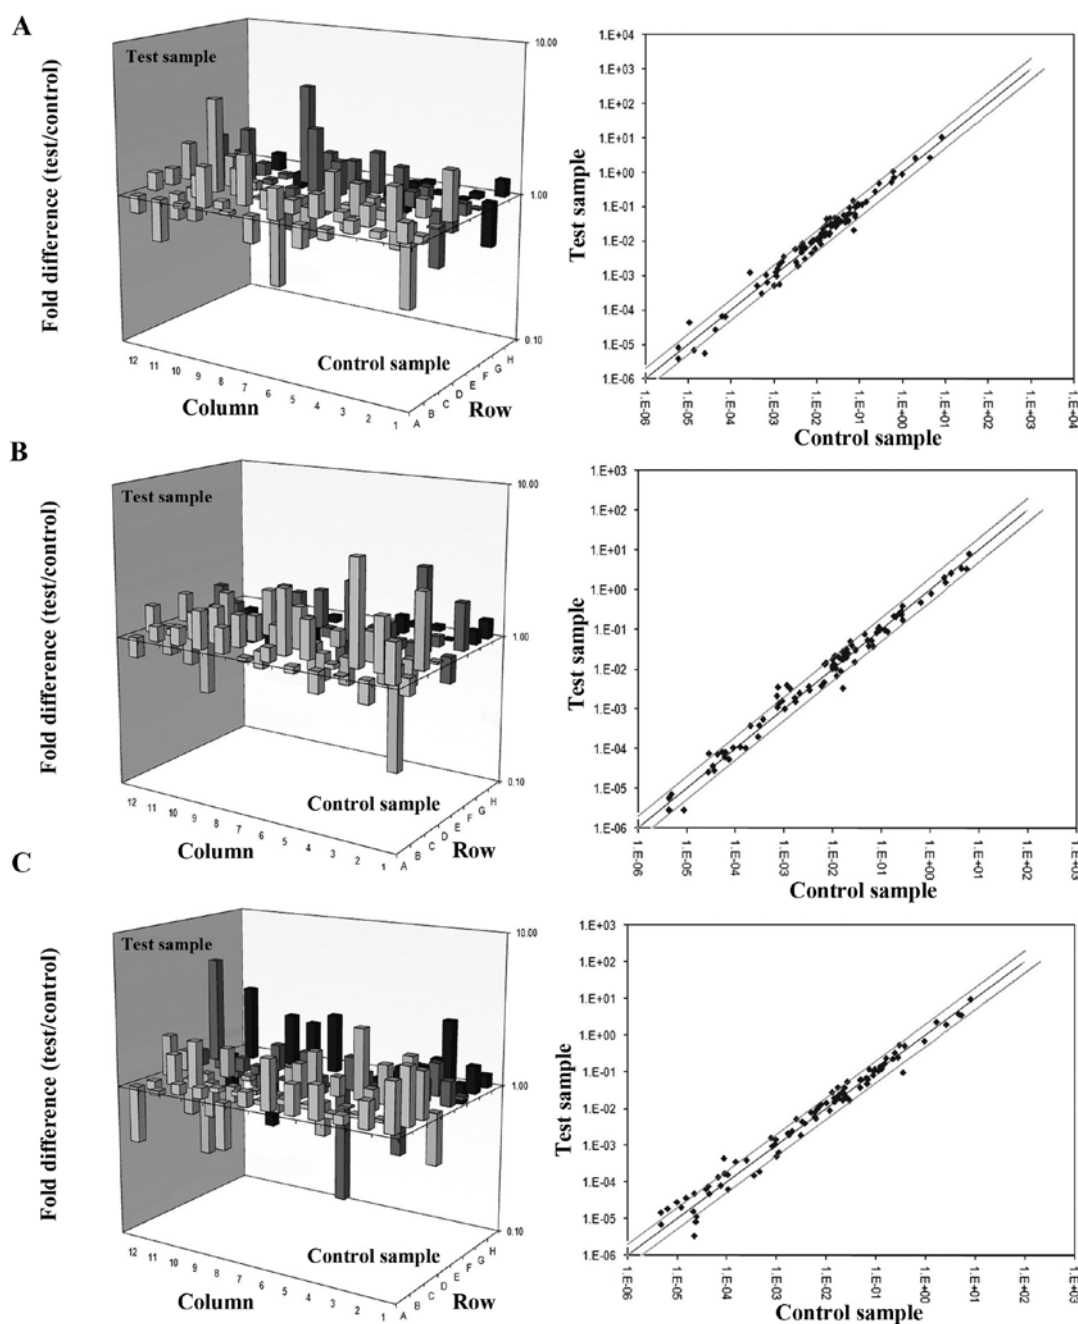 A
Fold difference (test/control)
Test sample
10.00
1.00
0.10
Control sample
12
11
10
9
8
7
6
5
4
3
2
1
A
B
C
D
E
F
G
H
Column
Row
Test sample
1.E+04
1.E+03
1.E+02
1.E+01
1.E+00
1.E-01
1.E-02
1.E-03
1.E-04
1.E-05
1.E-06
1.E-06
1.E-05
1.E-04
1.E-03
1.E-02
1.E-01
1.E+00
1.E+01
1.E+02
1.E+03
1.E+04
Control sample
B
Fold difference (test/control)
Test sample
10.00
1.00
0.10
Control sample
12
11
10
9
8
7
6
5
4
3
2
1
A
B
C
D
E
F
G
H
Column
Row
Test sample
1.E+03
1.E+02
1.E+01
1.E+00
1.E-01
1.E-02
1.E-03
1.E-04
1.E-05
1.E-06
1.E-06
1.E-05
1.E-04
1.E-03
1.E-02
1.E-01
1.E+00
1.E+01
1.E+02
1.E+03
Control sample
C
Fold difference (test/control)
Test sample
10.00
1.00
0.10
Control sample
12
11
10
9
8
7
6
5
4
3
2
1
A
B
C
D
E
F
G
H
Column
Row
Test sample
1.E+03
1.E+02
1.E+01
1.E+00
1.E-01
1.E-02
1.E-03
1.E-04
1.E-05
1.E-06
1.E-06
1.E-05
1.E-04
1.E-03
1.E-02
1.E-01
1.E+00
1.E+01
1.E+02
1.E+03
Control sample